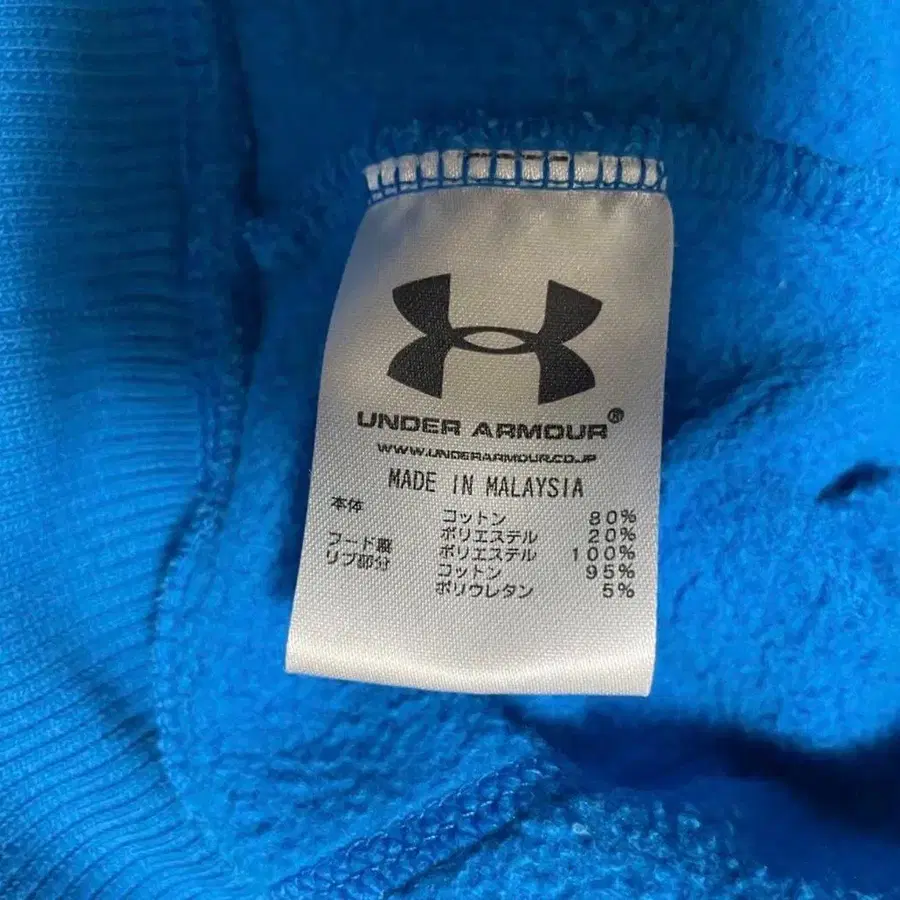 UNDER ARMOUR®
WWW.UNDERARMOUR.CO.JP
MADE IN MALAYSIA
本体 コットン 80%
ポリエステル 20%
フード裏 ポリエステル 100%
リブ部分 コットン 95%
ポリウレタン 5%